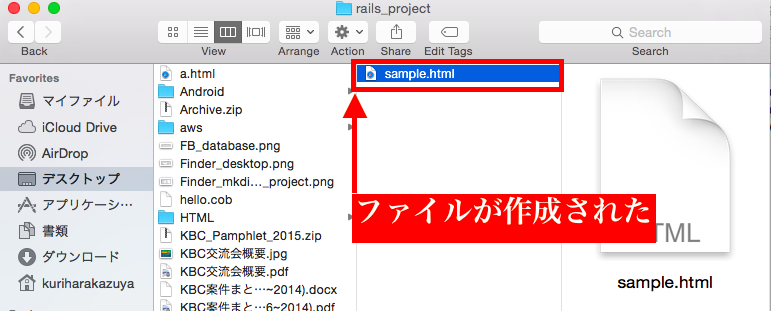 rails_project
Back
View
Arrange
Action
Share
Edit Tags
Search
Search
Favorites
マイファイル
iCloud Drive
AirDrop
デスクトップ
アプリケーシ…
書類
ダウンロード
kuriharakazuya
a.html
Android
Archive.zip
aws
FB_database.png
Finder_desktop.png
Finder_mkdi…_project.png
hello.cob
HTML
KBC_Pamphlet_2015.zip
KBC交流会概要.jpg
KBC交流会概要.pdf
KBC案件まと…~2014).docx
KBC案件まと…6~2014).pdf
sample.html
ファイルが作成された
HTML
sample.html